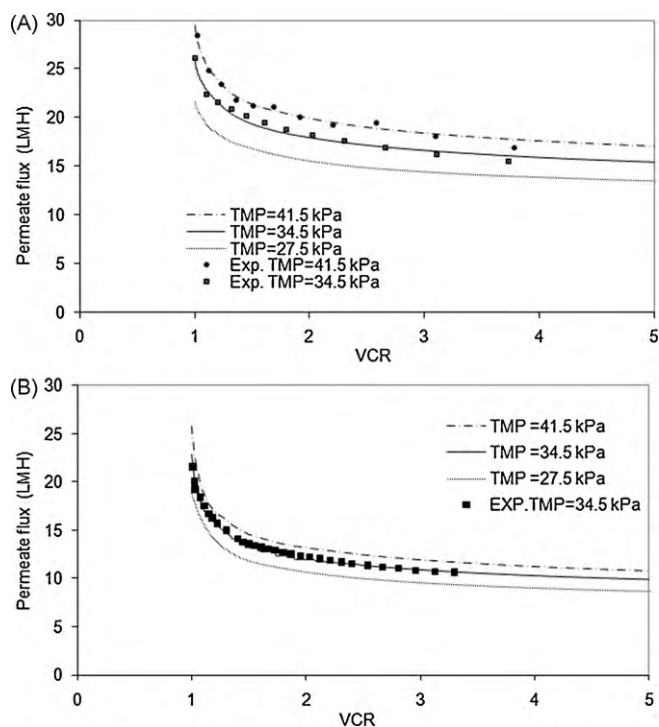 (A)
30
25
20
15
10
5
0
Permeate flux (LMH)
TMP=41.5 kPa
TMP=34.5 kPa
TMP=27.5 kPa
Exp. TMP=41.5 kPa
Exp. TMP=34.5 kPa
0 1 2 3 4 5
VCR
(B)
30
25
20
15
10
5
0
Permeate flux (LMH)
TMP=41.5 kPa
TMP=34.5 kPa
TMP=27.5 kPa
EXP.TMP=34.5 kPa
0 1 2 3 4 5
VCR